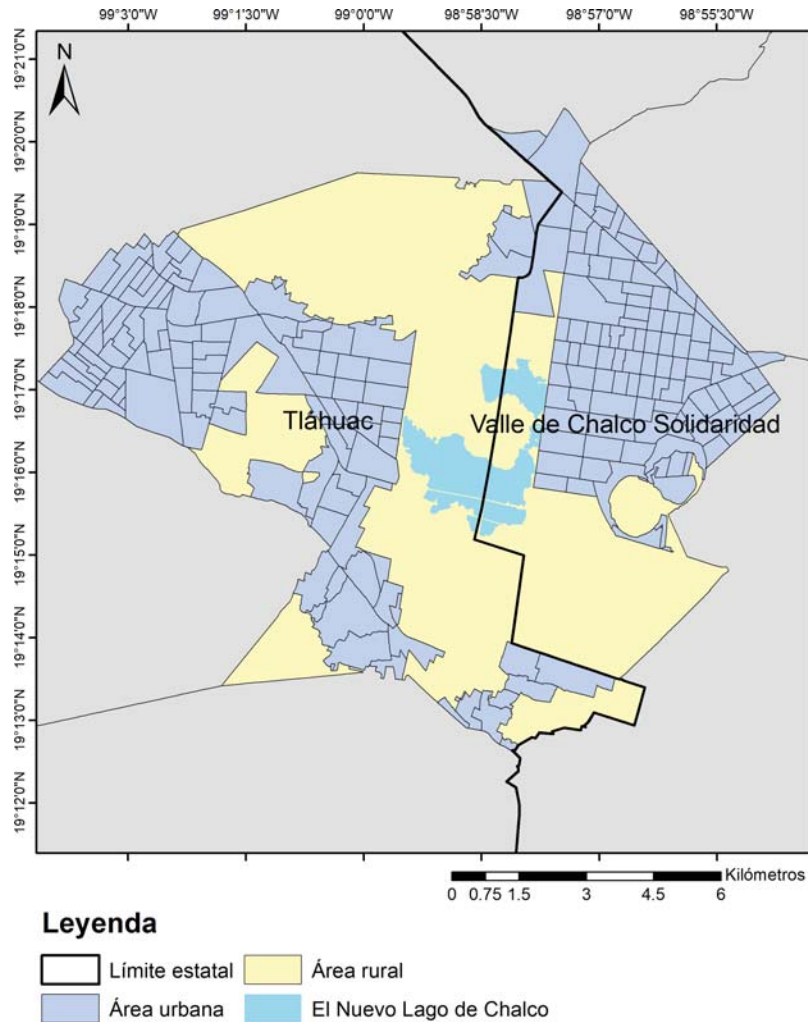 99°3'0"W 99°1'30"W 99°0'0"W 98°58'30"W 98°57'0"W 98°55'30"W
N
19°21'0"N
19°20'0"N
19°19'0"N
19°18'0"N
19°17'0"N
19°16'0"N
19°15'0"N
19°14'0"N
19°13'0"N
19°12'0"N
Tláhuac
Valle de Chalco Solidaridad
Kilómetros
0 0.75 1.5 3 4.5 6
Leyenda
Límite estatal Área rural
Área urbana El Nuevo Lago de Chalco